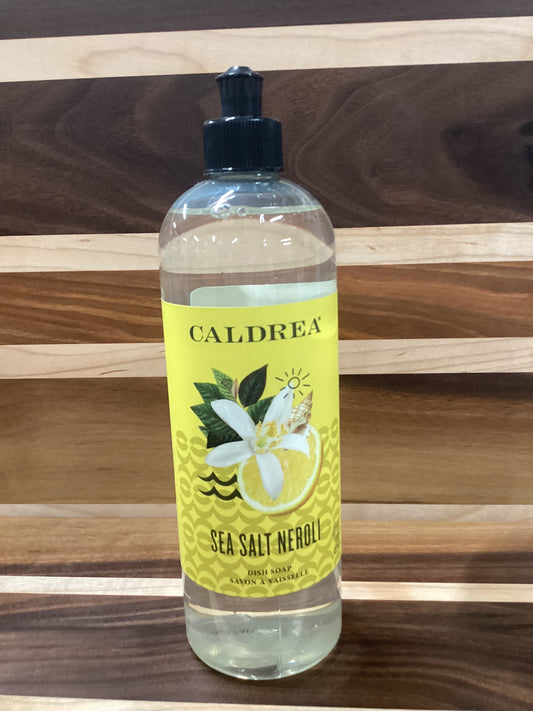 CALDREA®
SEA SALT NEROLI
DISH SOAP
SAVON À VAISSELLE